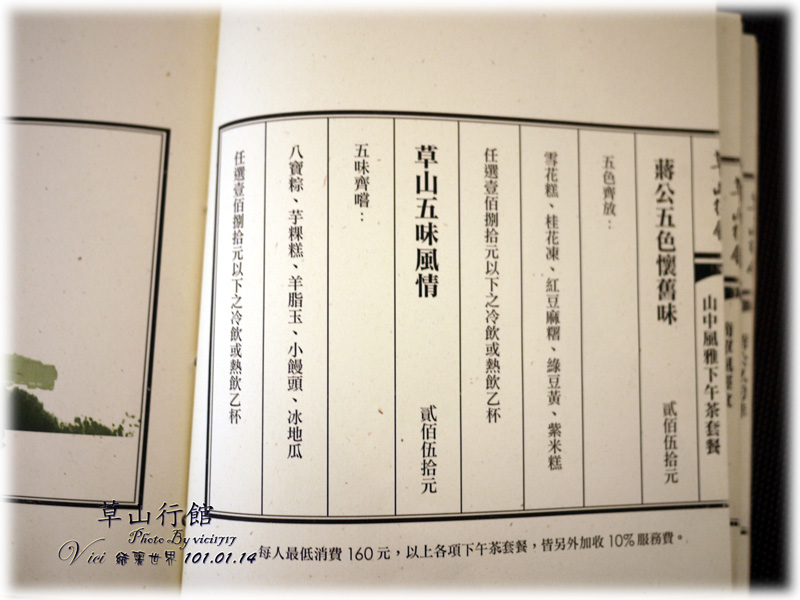 山中風雅下午茶套餐
蔣公五色懷舊味 貳佰伍拾元
五色齊放：
雪花糕、桂花凍、紅豆麻糬、綠豆黃、紫米糕
任選壹佰捌拾元以下之冷飲或熱飲乙杯
草山五味風情 貳佰伍拾元
五味齊嚐：
八寶粽、芋粿糕、羊脂玉、小饅頭、冰地瓜
任選壹佰捌拾元以下之冷飲或熱飲乙杯
每人最低消費160元，以上各項下午茶套餐，皆另外加收10%服務費。
草山行館
Photo By vici1717
Vici 繽果世界 101.01.14